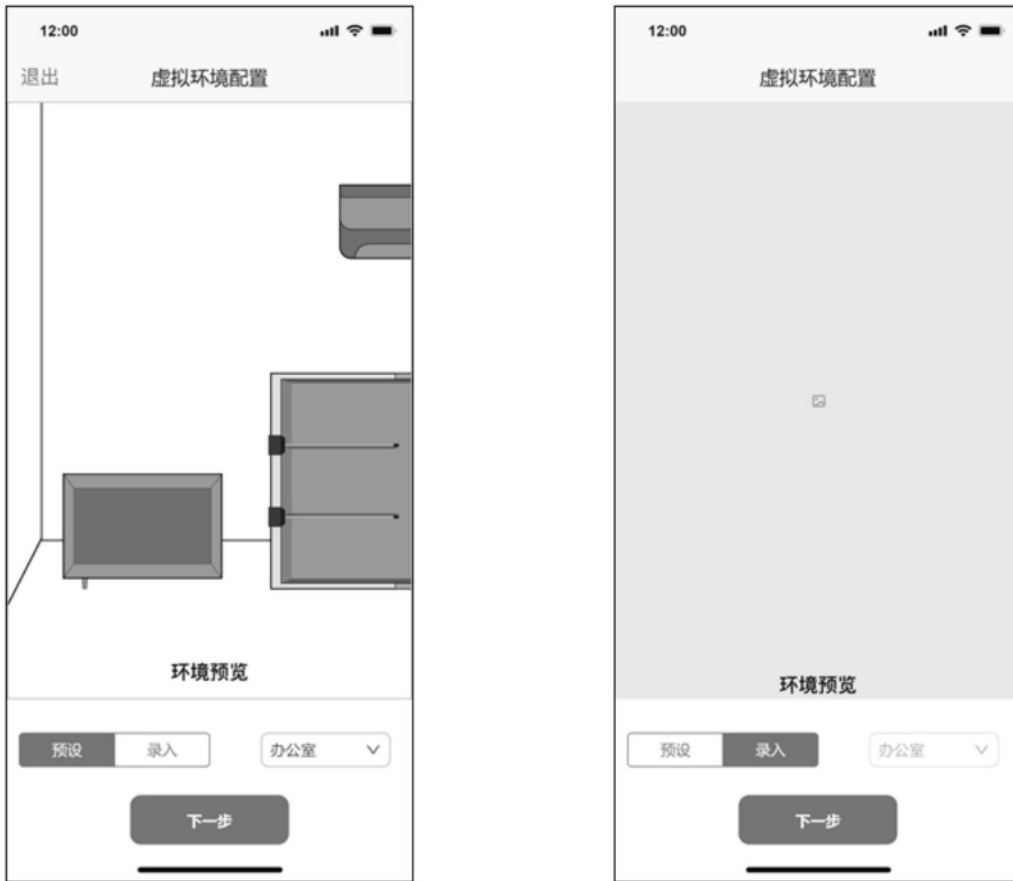 12:00
退出
虚拟环境配置
环境预览
预设
录入
办公室
下一步
12:00
虚拟环境配置
环境预览
预设
录入
办公室
下一步